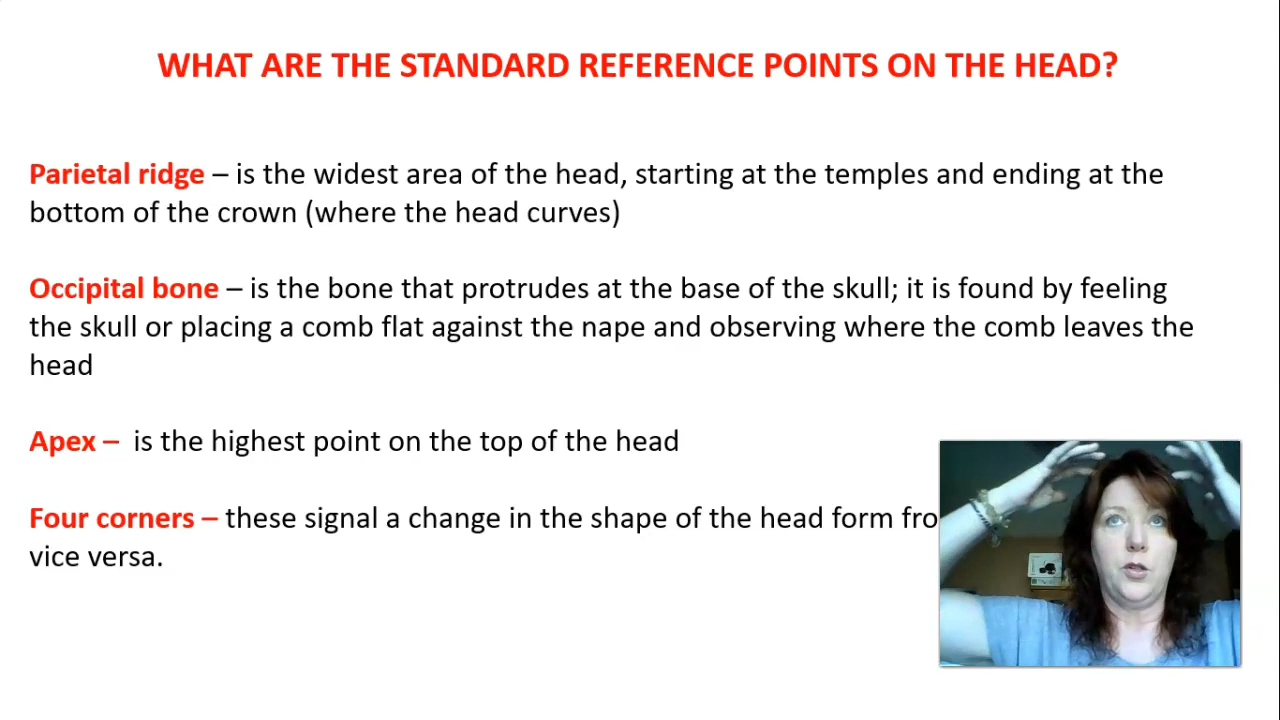 WHAT ARE THE STANDARD REFERENCE POINTS ON THE HEAD?
Parietal ridge – is the widest area of the head, starting at the temples and ending at the
bottom of the crown (where the head curves)
Occipital bone – is the bone that protrudes at the base of the skull; it is found by feeling
the skull or placing a comb flat against the nape and observing where the comb leaves the
head
Apex – is the highest point on the top of the head
Four corners – these signal a change in the shape of the head form
vice versa.